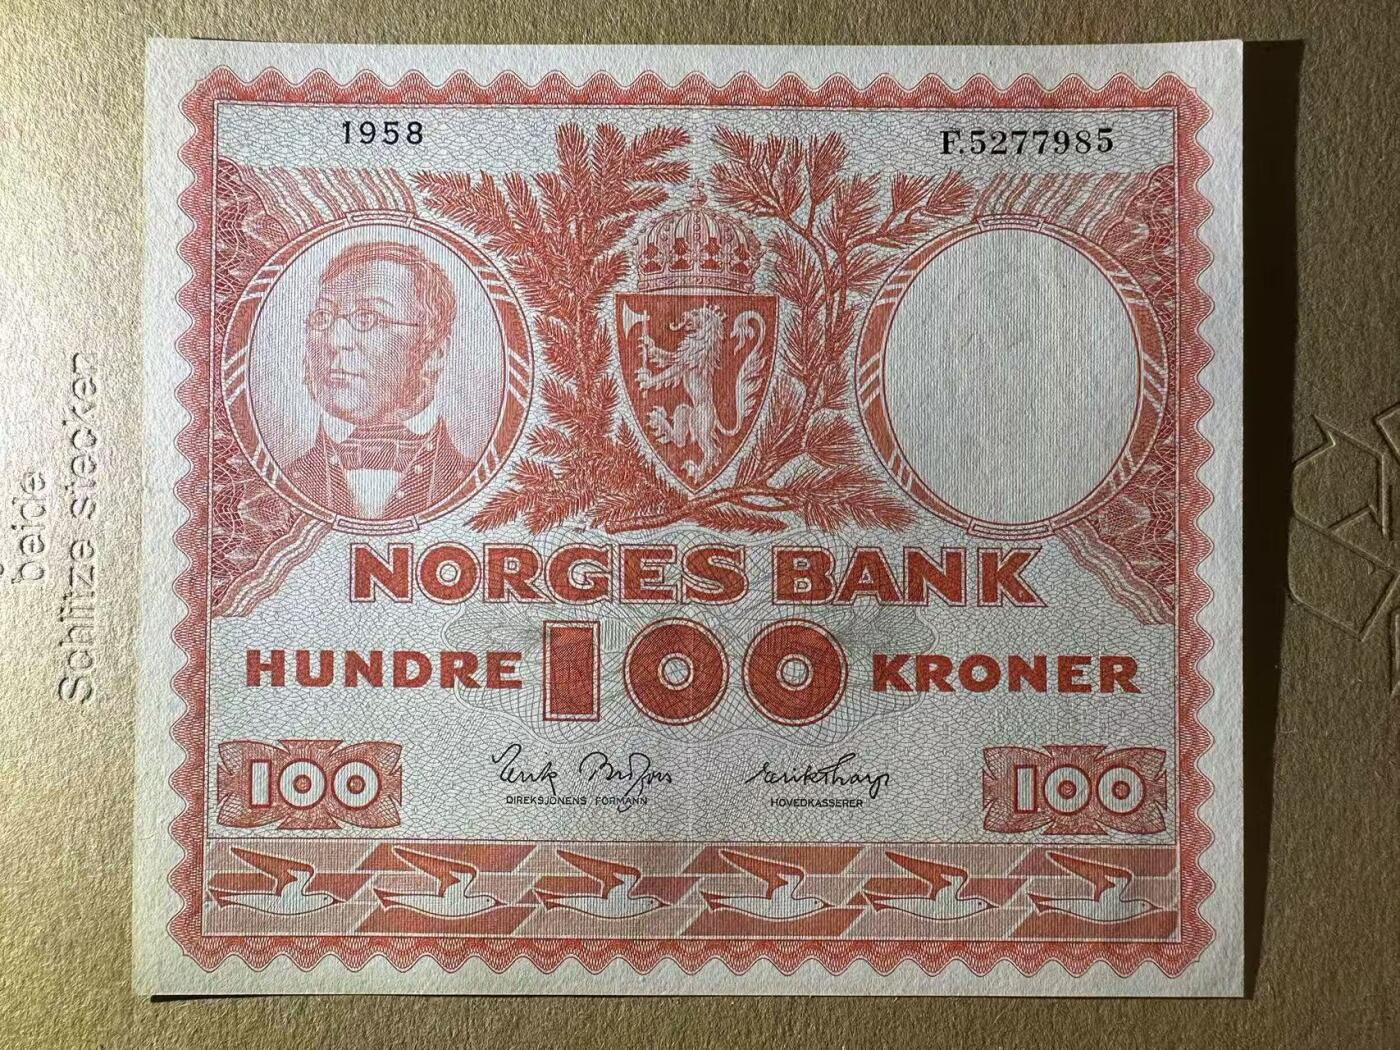 1958
F.5277985
NORGES BANK
HUNDRE 100 KRONER
100
100
DIREKSJONENS FORMANN
HOVEDKASSERER
beide
Schlitze stecken